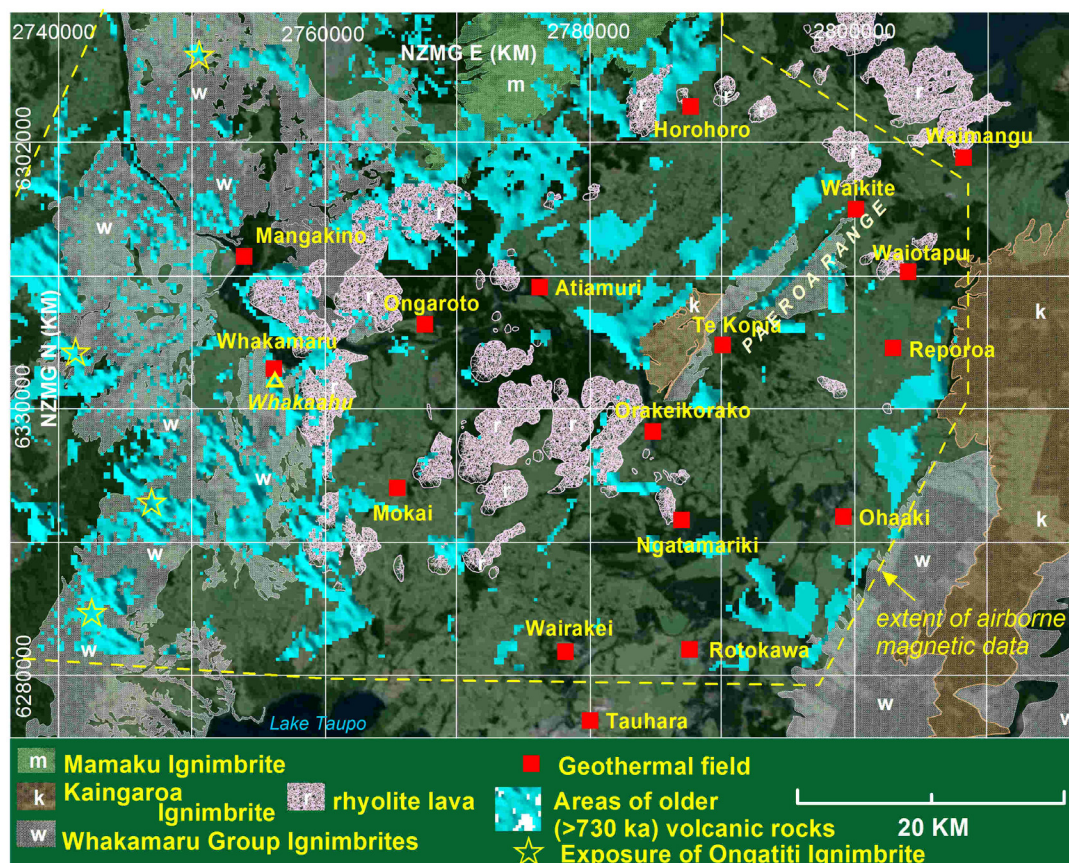 2740000 2760000 2780000 2800000
NZMG E (KM)
m
w
r
Horohoro
Waimangu
6302000
w
r
Waikite
w
Mangakino
r
PAEROA RANGE
Waiotapu
NZMG N (KM)
r
Ongaroto
Atiamuri
k
k
Te Kopia
Reporoa
Whakamaru
Whakaahu
r
6330000
w
r
r
r
Orakeikorako
w
Mokai
Ohaaki
k
Ngatamariki
w
r
r
w
extent of airborne
magnetic data
Wairakei
Rotokawa
w
6280000
w
w
Lake Taupo
Tauhara
m Mamaku Ignimbrite
k Kaingaroa
Ignimbrite
r rhyolite lava
w Whakamaru Group Ignimbrites
Geothermal field
Areas of older
(>730 ka) volcanic rocks
Exposure of Ongatiti Ignimbrite
20 KM